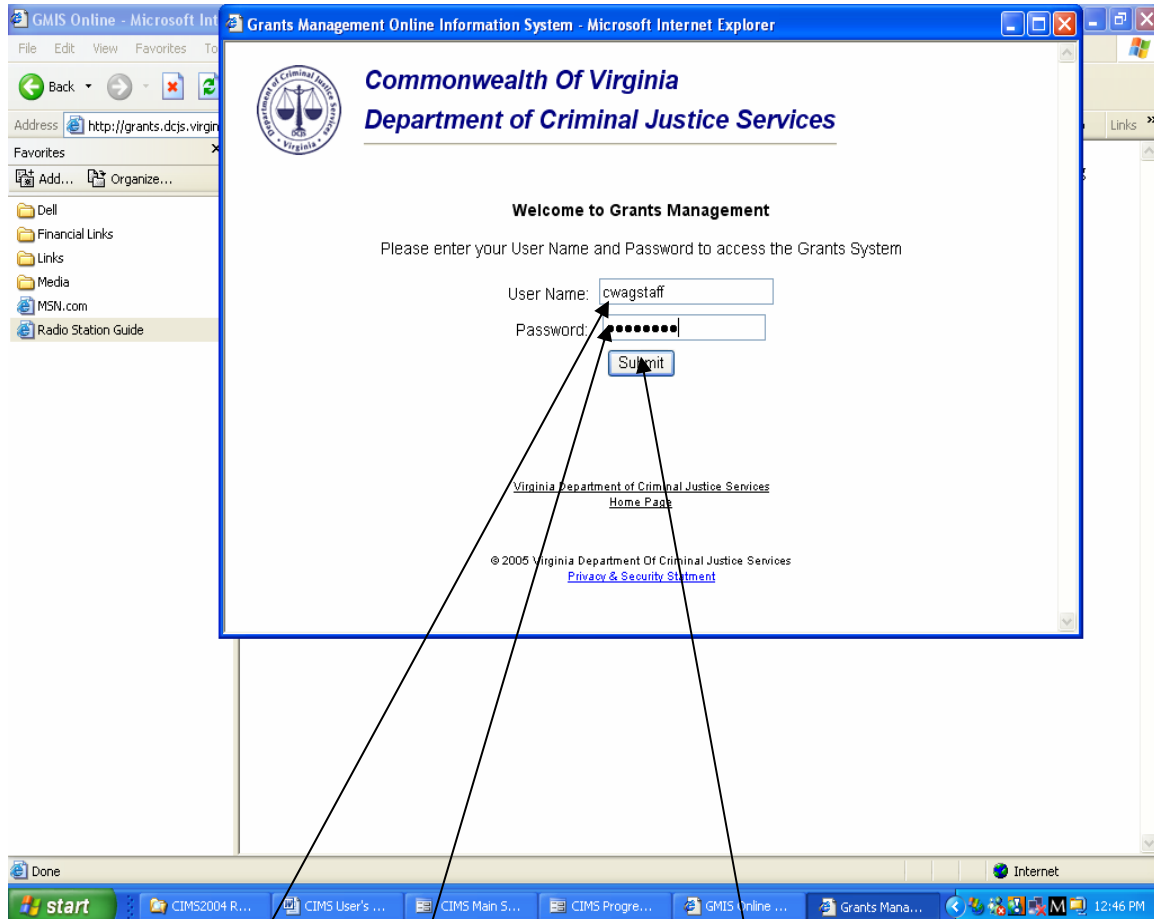 GMIS Online - Microsoft Int
Grants Management Online Information System - Microsoft Internet Explorer
File Edit View Favorites To
Back
Address http://grants.dcjs.virgin
Links »
Favorites
Add... Organize...
Dell
Financial Links
Links
Media
MSN.com
Radio Station Guide
Commonwealth Of Virginia
Department of Criminal Justice Services
Welcome to Grants Management
Please enter your User Name and Password to access the Grants System
User Name: cwagstaff
Password: ••••••••
Submit
Virginia Department of Criminal Justice Services
Home Page
© 2005 Virginia Department Of Criminal Justice Services
Privacy & Security Statment
Done
Internet
start
CIMS2004 R...
CIMS User's ...
CIMS Main S...
CIMS Progre...
GMIS Online ...
Grants Mana...
12:46 PM